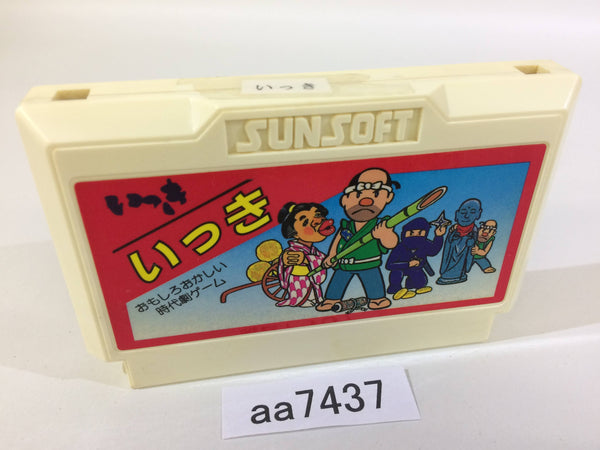 いっき
SUNSOFT
いっき
いっき
おもしろおかしい
時代劇ゲーム
aa7437